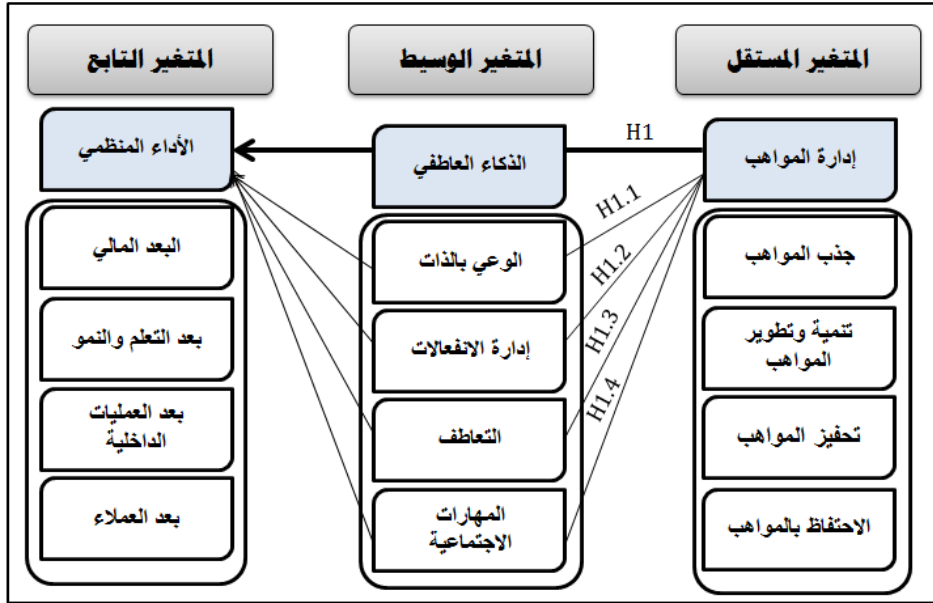 المتغير المستقل
المتغير الوسيط
المتغير التابع
إدارة المواهب
H1
الذكاء العاطفي
الأداء المنظمي
جذب المواهب
تنمية وتطوير
المواهب
تحفيز المواهب
الاحتفاظ بالمواهب
H1.1
H1.2
H1.3
H1.4
الوعي بالذات
إدارة الانفعالات
التعاطف
المهارات
الاجتماعية
البعد المالي
بعد التعلم والنمو
بعد العمليات
الداخلية
بعد العملاء